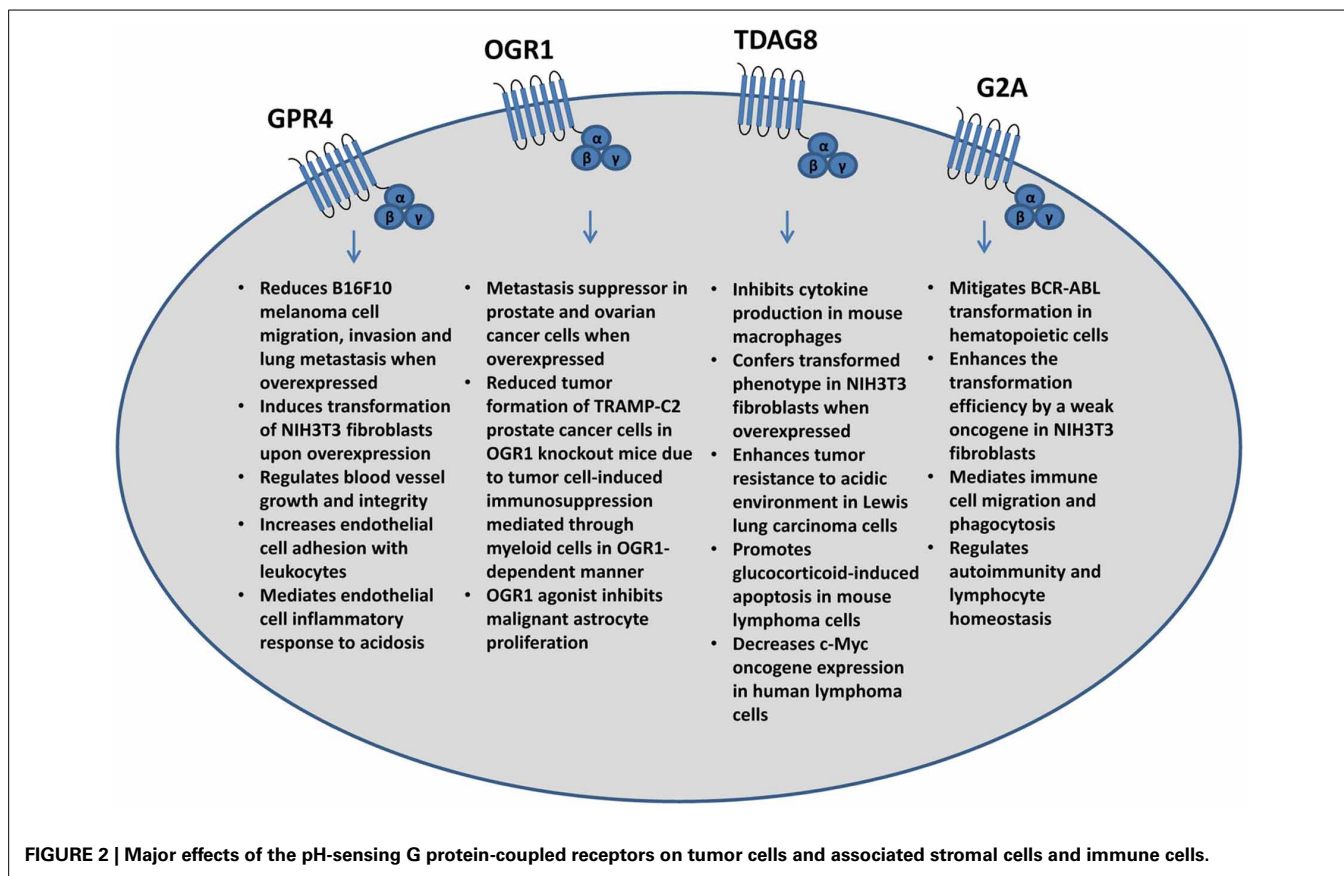 GPR4
OGR1
TDAG8
G2A
α
β γ
α
β γ
α
β γ
α
β γ
• Reduces B16F10
melanoma cell
migration, invasion and
lung metastasis when
overexpressed
• Induces transformation
of NIH3T3 fibroblasts
upon overexpression
• Regulates blood vessel
growth and integrity
• Increases endothelial
cell adhesion with
leukocytes
• Mediates endothelial
cell inflammatory
response to acidosis
• Metastasis suppressor in
prostate and ovarian
cancer cells when
overexpressed
• Reduced tumor
formation of TRAMP-C2
prostate cancer cells in
OGR1 knockout mice due
to tumor cell-induced
immunosuppression
mediated through
myeloid cells in OGR1-
dependent manner
• OGR1 agonist inhibits
malignant astrocyte
proliferation
• Inhibits cytokine
production in mouse
macrophages
• Confers transformed
phenotype in NIH3T3
fibroblasts when
overexpressed
• Enhances tumor
resistance to acidic
environment in Lewis
lung carcinoma cells
• Promotes
glucocorticoid-induced
apoptosis in mouse
lymphoma cells
• Decreases c-Myc
oncogene expression
in human lymphoma
cells
• Mitigates BCR-ABL
transformation in
hematopoietic cells
• Enhances the
transformation
efficiency by a weak
oncogene in NIH3T3
fibroblasts
• Mediates immune
cell migration and
phagocytosis
• Regulates
autoimmunity and
lymphocyte
homeostasis
FIGURE 2 | Major effects of the pH-sensing G protein-coupled receptors on tumor cells and associated stromal cells and immune cells.